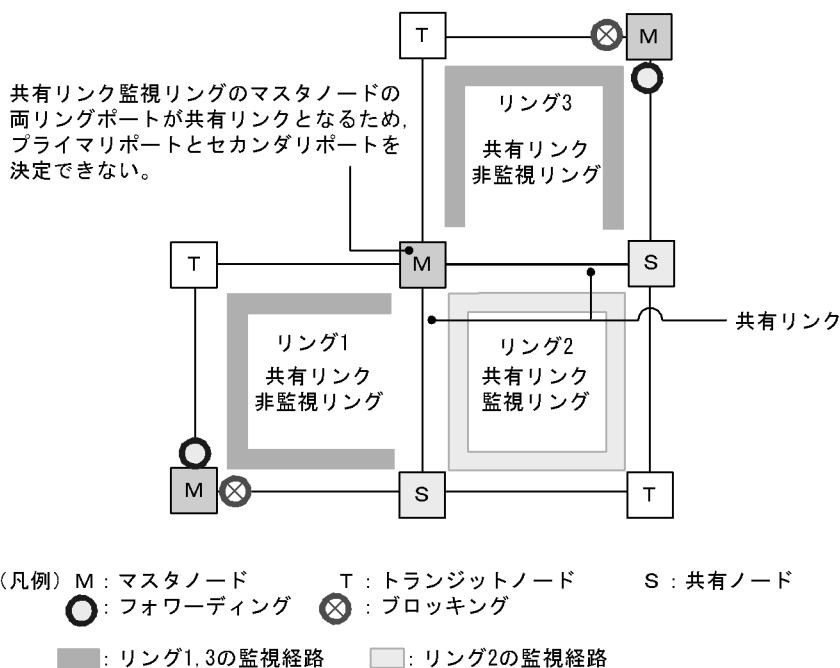 T
M
共有リンク監視リングのマスタノードの
両リングポートが共有リンクとなるため,
プライマリポートとセカンダリポートを
決定できない。
リング3
共有リンク
非監視リング
T
M
S
共有リンク
リング1
共有リンク
非監視リング
リング2
共有リンク
監視リング
M
S
T
(凡例) M:マスタノード T:トランジットノード S:共有ノード
:フォワーディング :ブロッキング
:リング1,3の監視経路 :リング2の監視経路